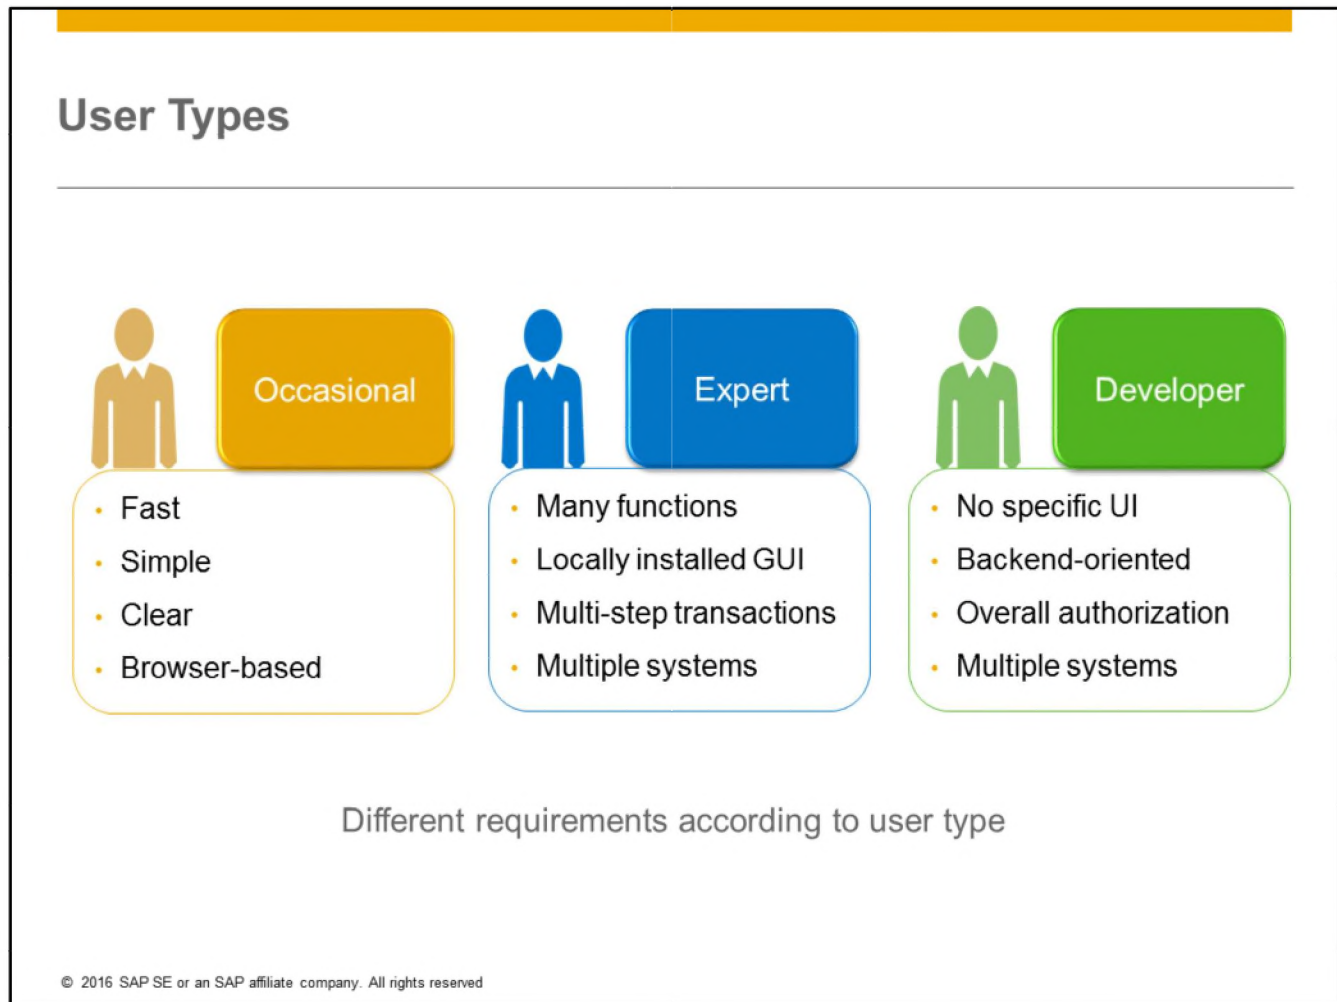 User Types
Occasional
• Fast
• Simple
• Clear
• Browser-based
Expert
• Many functions
• Locally installed GUI
• Multi-step transactions
• Multiple systems
Developer
• No specific UI
• Backend-oriented
• Overall authorization
• Multiple systems
Different requirements according to user type
© 2016 SAP SE or an SAP affiliate company. All rights reserved